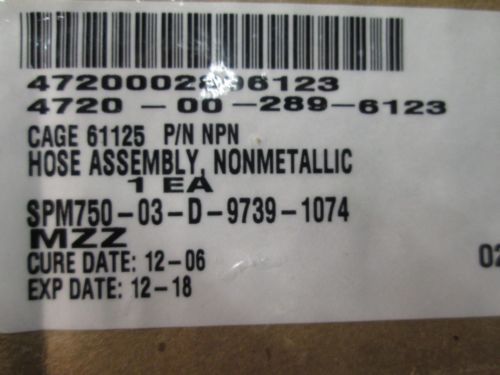 4720002896123
4720-00-289-6123
CAGE 61125 P/N NPN
HOSE ASSEMBLY, NONMETALLIC
1 EA
SPM750-03-D-9739-1074
MZZ
CURE DATE: 12-06
02
EXP DATE: 12-18